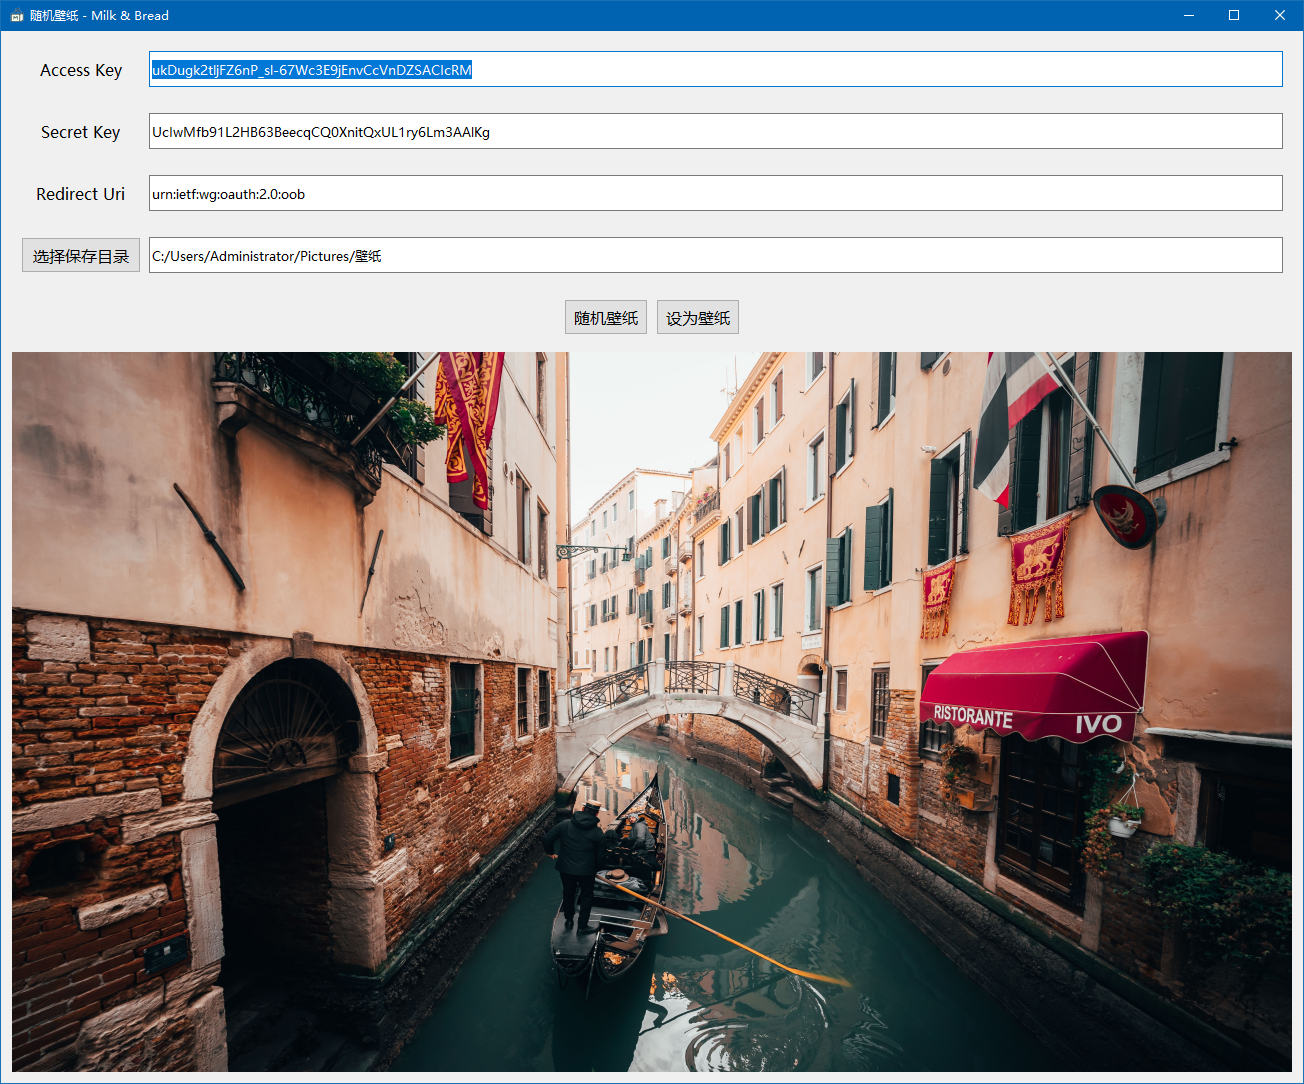 随机壁纸 - Milk & Bread
Access Key
ukDugk2tljFZ6nP_sl-67Wc3E9jEnvCcVnDZSACIcRM
Secret Key
UcIwMfb91L2HB63BeecqCQ0XnitQxUL1ry6Lm3AAlKg
Redirect Uri
urn:ietf:wg:oauth:2.0:oob
选择保存目录
C:/Users/Administrator/Pictures/壁纸
随机壁纸 设为壁纸
RISTORANTE IVO